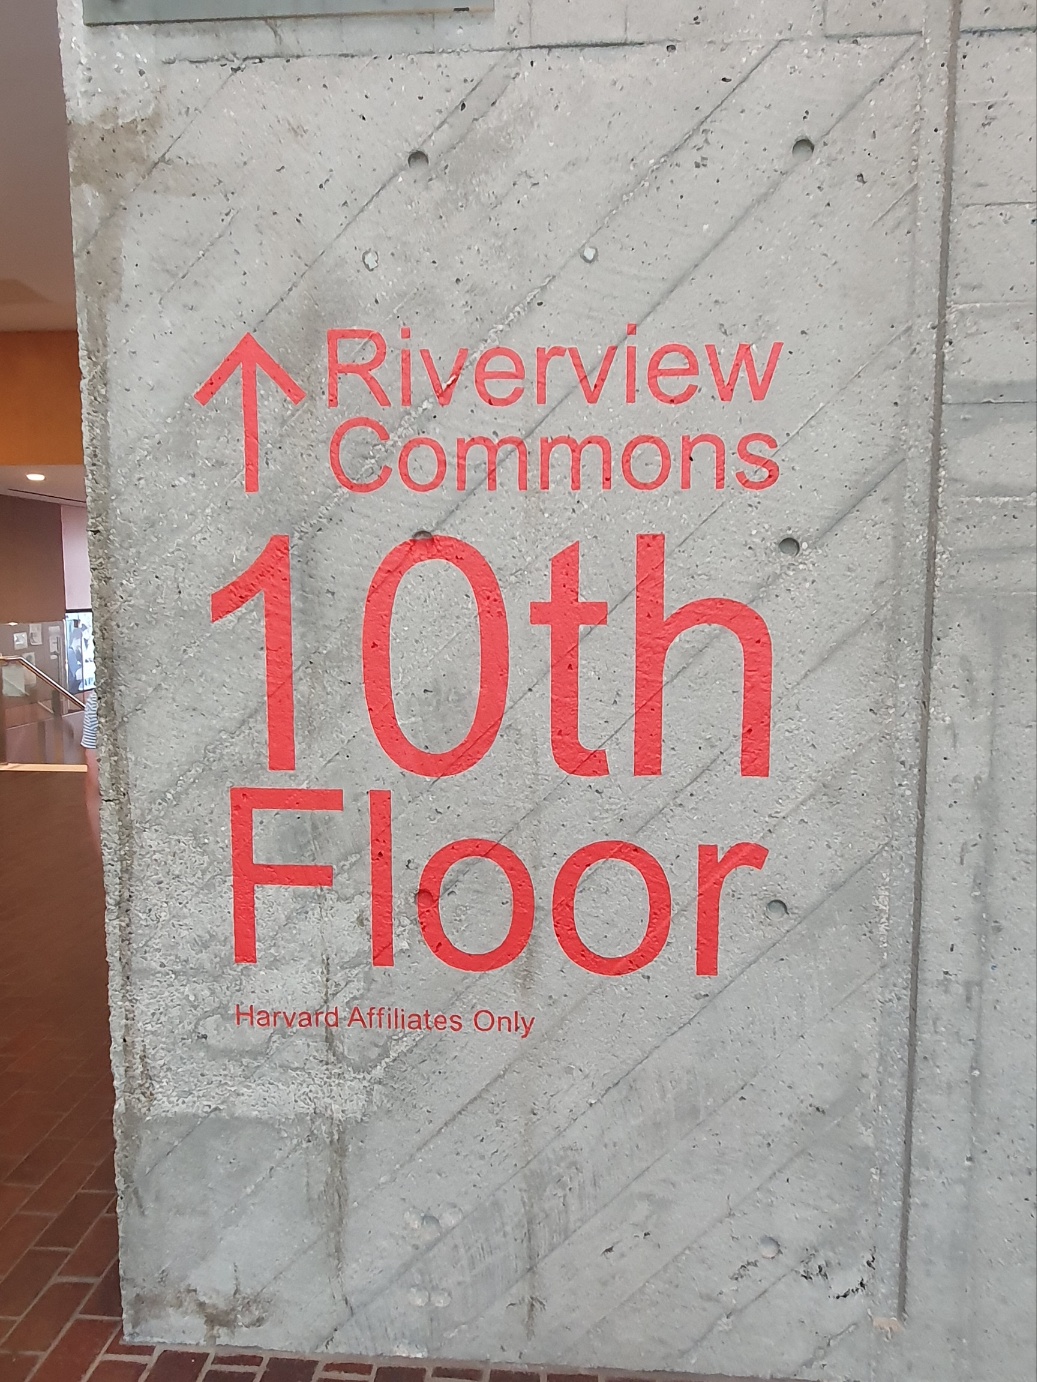 Riverview
Commons
10th
Floor
Harvard Affiliates Only